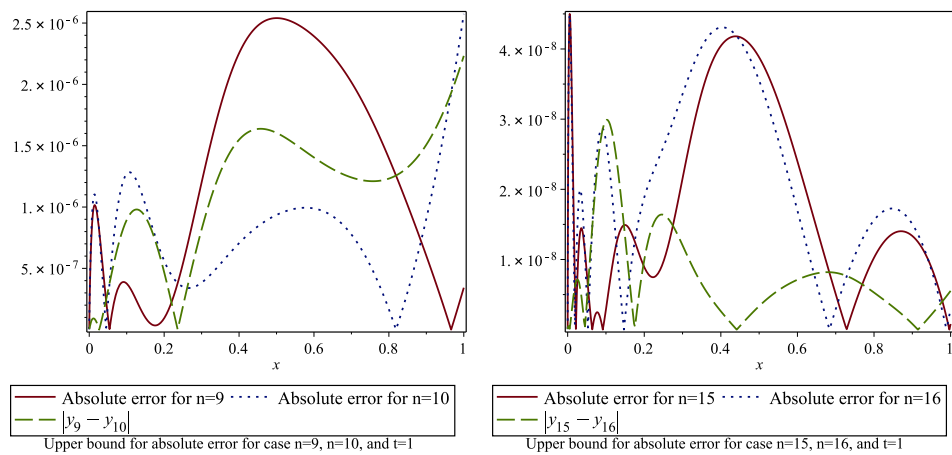 2.5 × 10⁻⁶
2. × 10⁻⁶
1.5 × 10⁻⁶
1. × 10⁻⁶
5. × 10⁻⁷
0 0.2 0.4 0.6 0.8 1
x
Absolute error for n=9 Absolute error for n=10
|y₉ − y₁₀|
Upper bound for absolute error for case n=9, n=10, and t=1
4. × 10⁻⁸
3. × 10⁻⁸
2. × 10⁻⁸
1. × 10⁻⁸
0 0.2 0.4 0.6 0.8 1
x
Absolute error for n=15 Absolute error for n=16
|y₁₅ − y₁₆|
Upper bound for absolute error for case n=15, n=16, and t=1